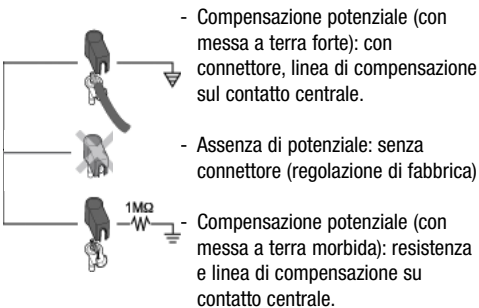 - Compensazione potenziale (con
messa a terra forte): con
connettore, linea di compensazione
sul contatto centrale.
- Assenza di potenziale: senza
connettore (regolazione di fabbrica)
1MΩ
- Compensazione potenziale (con
messa a terra morbida): resistenza
e linea di compensazione su
contatto centrale.